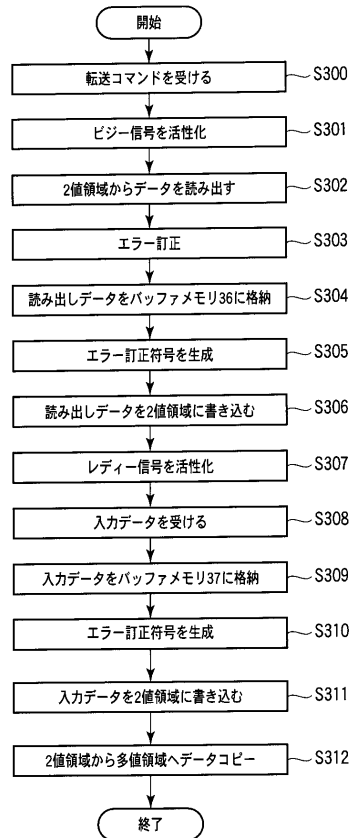 開始
転送コマンドを受ける S300
ビジー信号を活性化 S301
2値領域からデータを読み出す S302
エラー訂正 S303
読み出しデータをバッファメモリ36に格納 S304
エラー訂正符号を生成 S305
読み出しデータを2値領域に書き込む S306
レディー信号を活性化 S307
入力データを受ける S308
入力データをバッファメモリ37に格納 S309
エラー訂正符号を生成 S310
入力データを2値領域に書き込む S311
2値領域から多値領域へデータコピー S312
終了